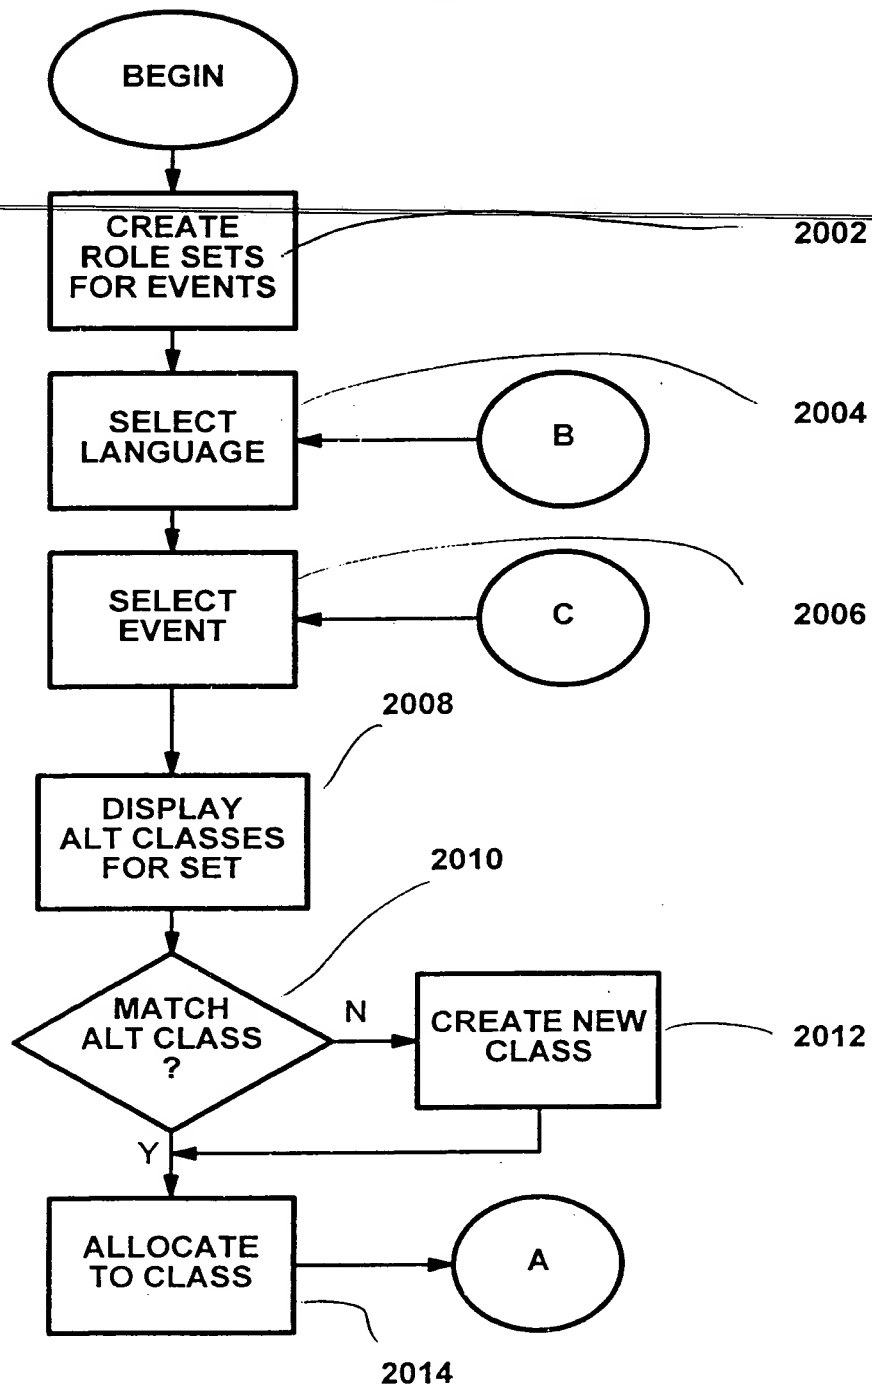 BEGIN
CREATE
ROLE SETS
FOR EVENTS
2002
SELECT
LANGUAGE
B
2004
SELECT
EVENT
C
2006
2008
DISPLAY
ALT CLASSES
FOR SET
2010
MATCH
ALT CLASS
?
N
CREATE NEW
CLASS
2012
Y
ALLOCATE
TO CLASS
A
2014